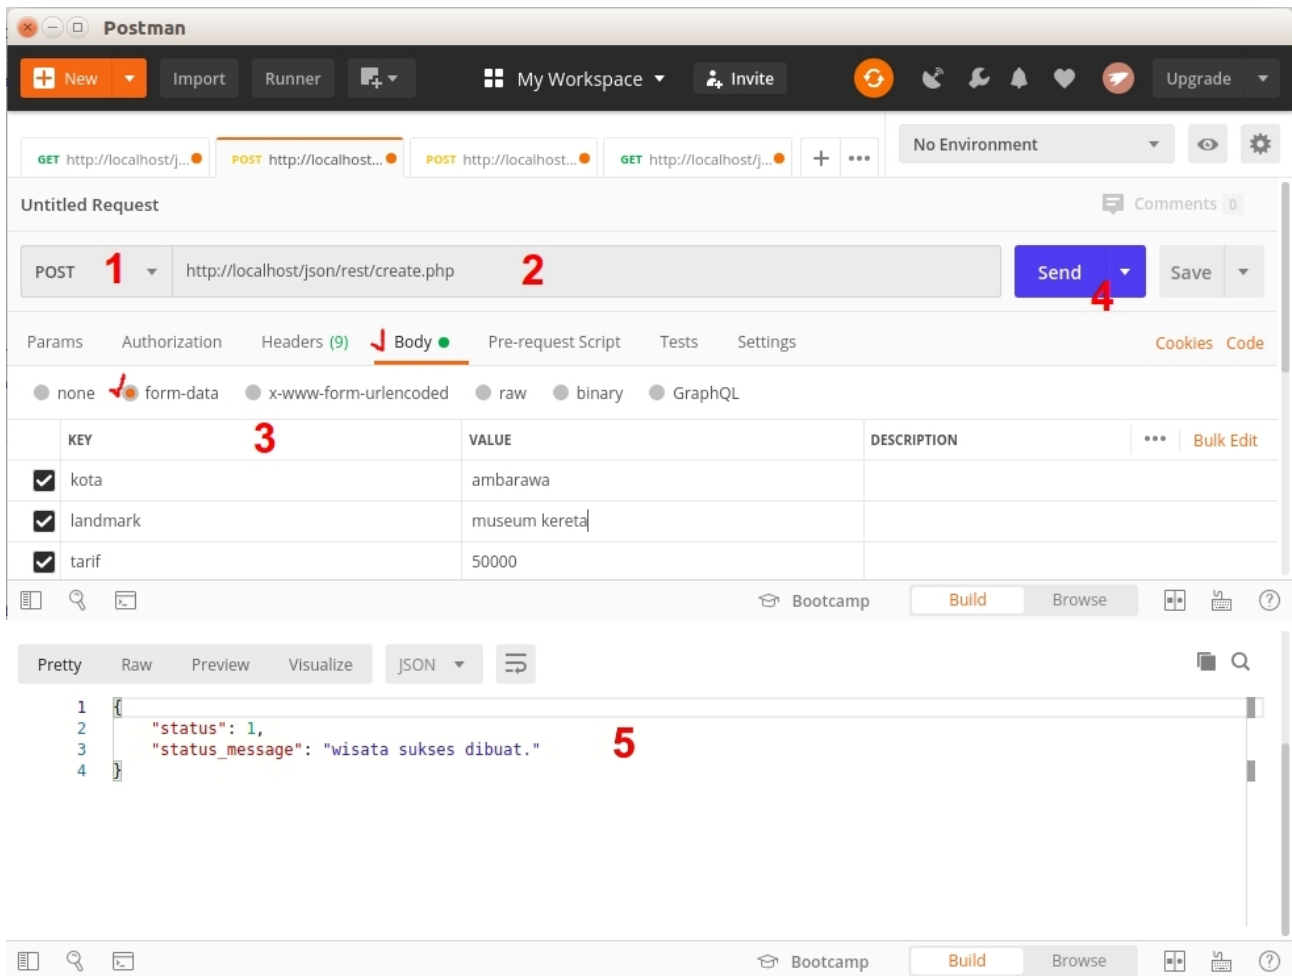 Postman
New Import Runner My Workspace Invite Upgrade
GET http://localhost/j... POST http://localhost... POST http://localhost... GET http://localhost/j... + ••• No Environment
Untitled Request Comments 0
POST 1 http://localhost/json/rest/create.php 2 Send 4 Save
Params Authorization Headers (9) Body Pre-request Script Tests Settings Cookies Code
none form-data x-www-form-urlencoded raw binary GraphQL
KEY 3 VALUE DESCRIPTION ••• Bulk Edit
kota ambarawa
landmark museum kereta
tarif 50000
Bootcamp Build Browse
Pretty Raw Preview Visualize JSON
1 {
2 "status": 1,
3 "status_message": "wisata sukses dibuat." 5
4 }
Bootcamp Build Browse